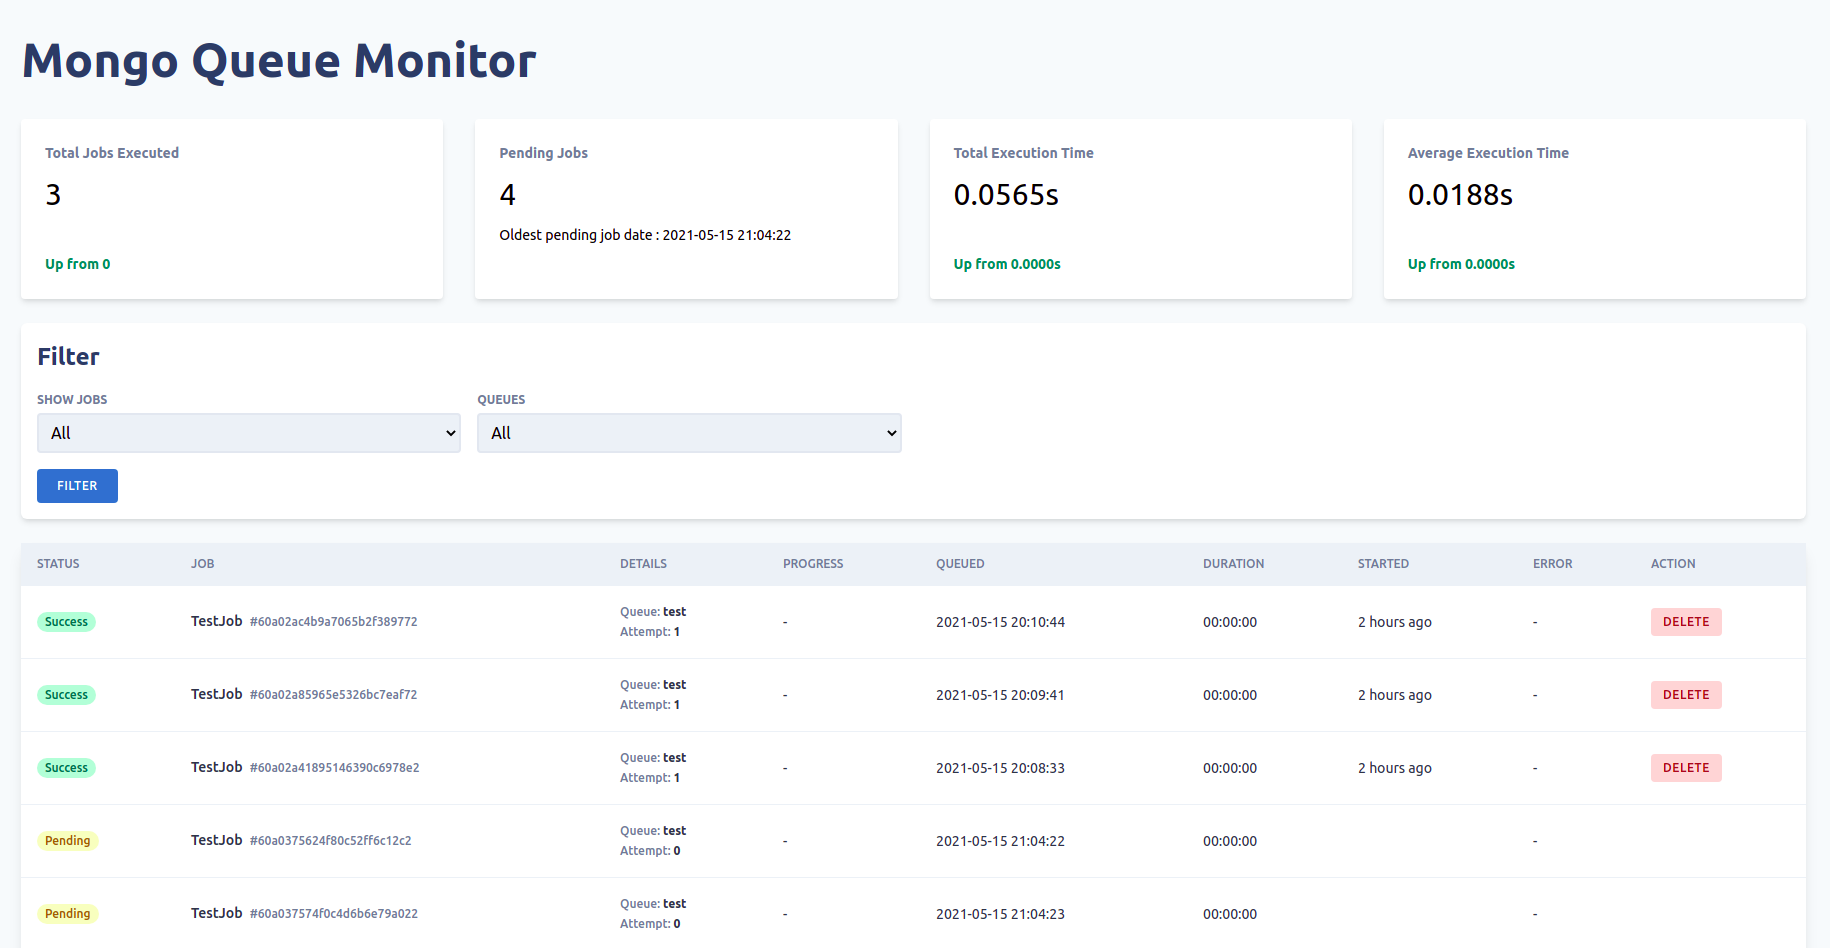 Mongo Queue Monitor
Total Jobs Executed
3
Up from 0
Pending Jobs
4
Oldest pending job date : 2021-05-15 21:04:22
Total Execution Time
0.0565s
Up from 0.0000s
Average Execution Time
0.0188s
Up from 0.0000s
Filter
SHOW JOBS
All
QUEUES
All
FILTER
STATUS JOB DETAILS PROGRESS QUEUED DURATION STARTED ERROR ACTION
Success TestJob #60a02ac4b9a7065b2f389772 Queue: test
Attempt: 1 - 2021-05-15 20:10:44 00:00:00 2 hours ago - DELETE
Success TestJob #60a02a85965e5326bc7eaf72 Queue: test
Attempt: 1 - 2021-05-15 20:09:41 00:00:00 2 hours ago - DELETE
Success TestJob #60a02a41895146390c6978e2 Queue: test
Attempt: 1 - 2021-05-15 20:08:33 00:00:00 2 hours ago - DELETE
Pending TestJob #60a0375624f80c52ff6c12c2 Queue: test
Attempt: 0 - 2021-05-15 21:04:22 00:00:00 -
Pending TestJob #60a037574f0c4d6b6e79a022 Queue: test
Attempt: 0 - 2021-05-15 21:04:23 00:00:00 -